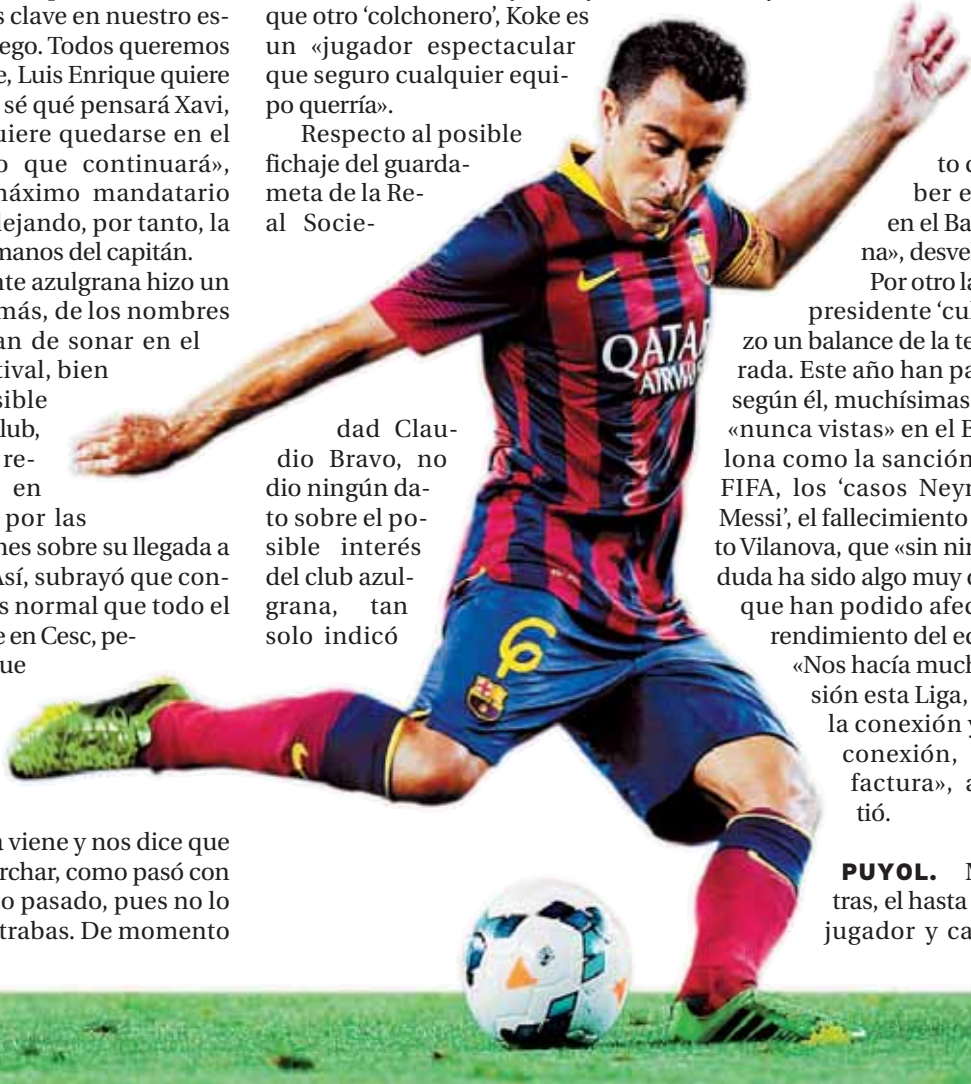 s clave en nuestro es-
ego. Todos queremos
e, Luis Enrique quiere
sé qué pensará Xavi,
uiere quedarse en el
o que continuará»,
máximo mandatario
lejando, por tanto, la
manos del capitán.
nte azulgrana hizo un
más, de los nombres
an de sonar en el
tival, bien
sible
lub,
re-
en
por las
nes sobre su llegada a
Así, subrayó que con-
s normal que todo el
e en Cesc, pe-
ue
a viene y nos dice que
rchar, como pasó con
o pasado, pues no lo
trabas. De momento
que otro ‘colchonero’, Koke es
un «jugador espectacular
que seguro cualquier equi-
po querría».
Respecto al posible
fichaje del guarda-
meta de la Re-
al Socie-
dad Clau-
dio Bravo, no
dio ningún da-
to sobre el po-
sible interés
del club azul-
grana, tan
solo indicó
QATAR
AIRWAYS
6
to
ber e
en el Ba
na», desve
Por otro la
presidente ‘cul
zo un balance de la te
rada. Este año han pa
según él, muchísimas
«nunca vistas» en el B
lona como la sanción
FIFA, los ‘casos Neyn
Messi’, el fallecimiento
to Vilanova, que «sin nin
duda ha sido algo muy
que han podido afec
rendimiento del ec
«Nos hacía much
sión esta Liga,
la conexión y
conexión,
factura», a
tió.
PUYOL. M
tras, el hasta
jugador y ca